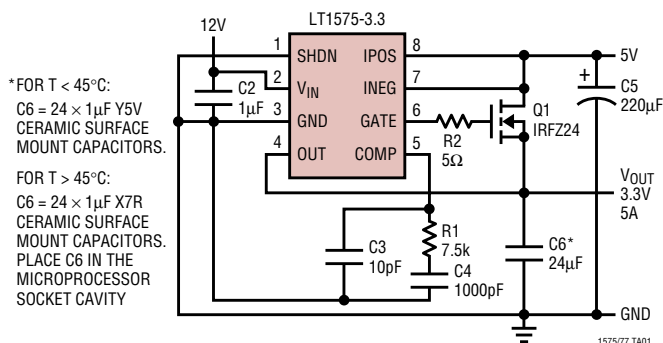 LT1575-3.3
12V
1
SHDN
IPOS
8
5V
2
VIN
INEG
7
3
GND
GATE
6
4
OUT
COMP
5
C2
1µF
R2
5Ω
Q1
IRFZ24
+
C5
220µF
VOUT
3.3V
5A
*FOR T < 45°C:
C6 = 24 × 1µF Y5V
CERAMIC SURFACE
MOUNT CAPACITORS.
FOR T > 45°C:
C6 = 24 × 1µF X7R
CERAMIC SURFACE
MOUNT CAPACITORS.
PLACE C6 IN THE
MICROPROCESSOR
SOCKET CAVITY
C3
10pF
R1
7.5k
C4
1000pF
C6*
24µF
GND
1575/77 TA01